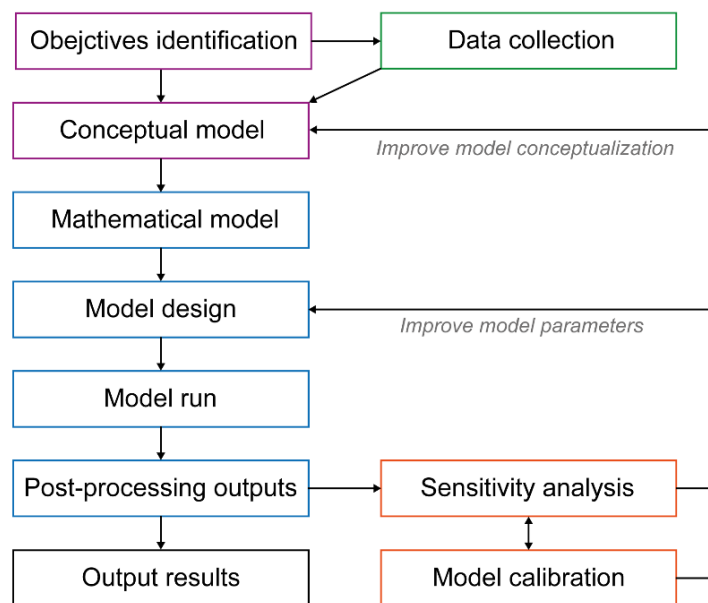 Obejctives identification
Data collection
Conceptual model
Improve model conceptualization
Mathematical model
Model design
Improve model parameters
Model run
Post-processing outputs
Sensitivity analysis
Output results
Model calibration